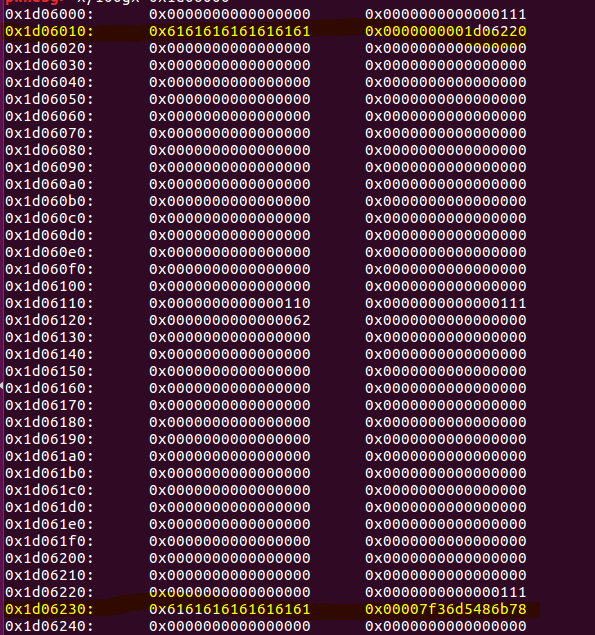 0x1d06000: 0x0000000000000000 0x0000000000000111
0x1d06010: 0x6161616161616161 0x0000000001d06220
0x1d06020: 0x0000000000000000 0x0000000000000000
0x1d06030: 0x0000000000000000 0x0000000000000000
0x1d06040: 0x0000000000000000 0x0000000000000000
0x1d06050: 0x0000000000000000 0x0000000000000000
0x1d06060: 0x0000000000000000 0x0000000000000000
0x1d06070: 0x0000000000000000 0x0000000000000000
0x1d06080: 0x0000000000000000 0x0000000000000000
0x1d06090: 0x0000000000000000 0x0000000000000000
0x1d060a0: 0x0000000000000000 0x0000000000000000
0x1d060b0: 0x0000000000000000 0x0000000000000000
0x1d060c0: 0x0000000000000000 0x0000000000000000
0x1d060d0: 0x0000000000000000 0x0000000000000000
0x1d060e0: 0x0000000000000000 0x0000000000000000
0x1d060f0: 0x0000000000000000 0x0000000000000000
0x1d06100: 0x0000000000000000 0x0000000000000000
0x1d06110: 0x0000000000000110 0x0000000000000111
0x1d06120: 0x0000000000000062 0x0000000000000000
0x1d06130: 0x0000000000000000 0x0000000000000000
0x1d06140: 0x0000000000000000 0x0000000000000000
0x1d06150: 0x0000000000000000 0x0000000000000000
0x1d06160: 0x0000000000000000 0x0000000000000000
0x1d06170: 0x0000000000000000 0x0000000000000000
0x1d06180: 0x0000000000000000 0x0000000000000000
0x1d06190: 0x0000000000000000 0x0000000000000000
0x1d061a0: 0x0000000000000000 0x0000000000000000
0x1d061b0: 0x0000000000000000 0x0000000000000000
0x1d061c0: 0x0000000000000000 0x0000000000000000
0x1d061d0: 0x0000000000000000 0x0000000000000000
0x1d061e0: 0x0000000000000000 0x0000000000000000
0x1d061f0: 0x0000000000000000 0x0000000000000000
0x1d06200: 0x0000000000000000 0x0000000000000000
0x1d06210: 0x0000000000000000 0x0000000000000000
0x1d06220: 0x0000000000000000 0x0000000000000111
0x1d06230: 0x6161616161616161 0x00007f36d5486b78
0x1d06240: 0x0000000000000000 0x0000000000000000